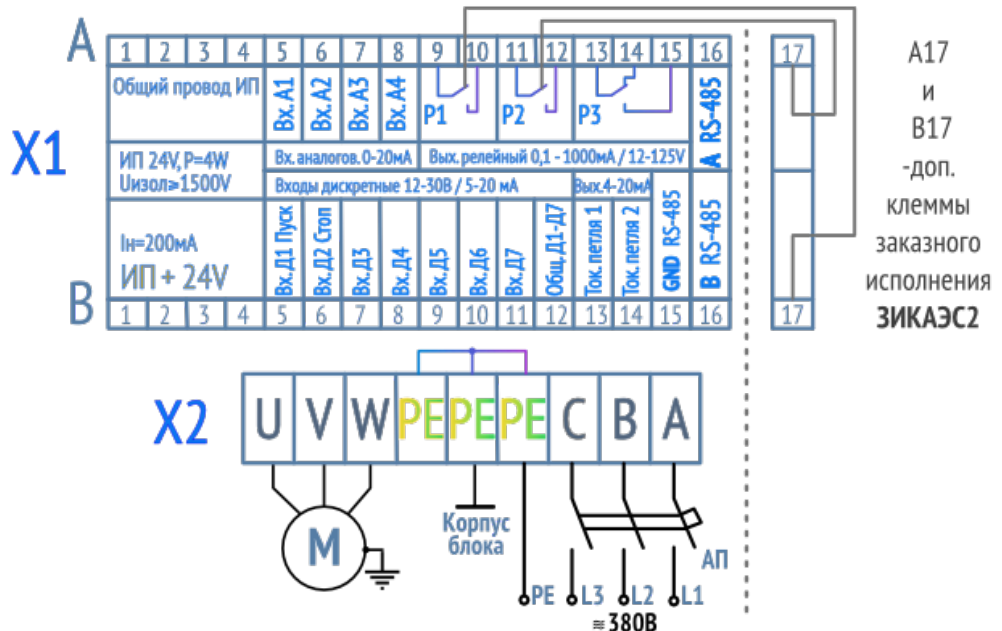 A 1 2 3 4 5 6 7 8 9 10 11 12 13 14 15 16 17
Общий провод ИП
Вх. А1
Вх. А2
Вх. А3
Вх. А4
Р1
Р2
Р3
A RS-485
X1
ИП 24V, P=4W
Uизол≥1500V
Вх. аналогов. 0-20мА
Вых. релейный 0,1 - 1000мА / 12-125V
Входы дискретные 12-30В / 5-20 мА
Вых.4-20мА
Iн=200мА
ИП + 24V
Вх.Д1 Пуск
Вх.Д2 Стоп
Вх.Д3
Вх.Д4
Вх.Д5
Вх.Д6
Вх.Д7
Общ. Д1-Д7
Ток. петля 1
Ток. петля 2
GND RS-485
B RS-485
B 1 2 3 4 5 6 7 8 9 10 11 12 13 14 15 16 17
А17
и
В17
-доп.
клеммы
заказного
исполнения
ЗИКАЭС2
X2 U V W PE PE PE C B A
M
Корпус
блока
АП
PE L3 L2 L1
≈ 380В